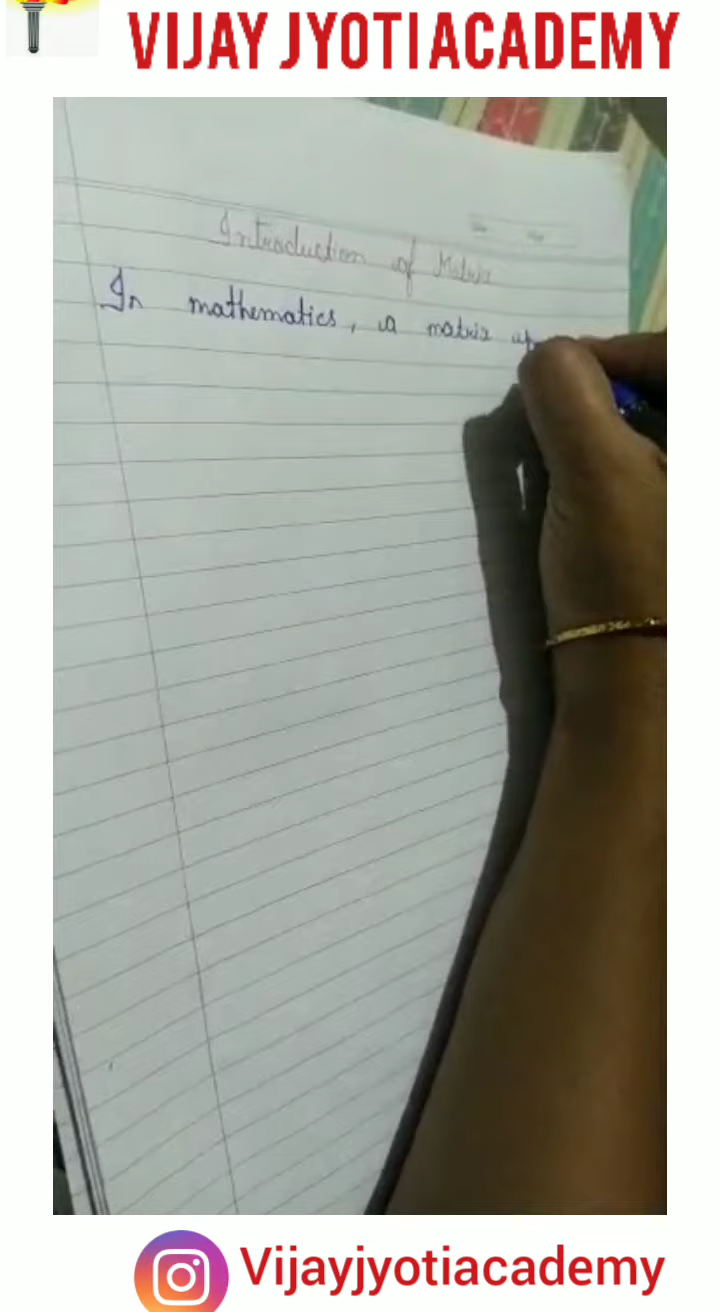 VIJAY JYOTI ACADEMY
Introduction of Matrix
In mathematics, a matrix
Vijayjyotiacademy